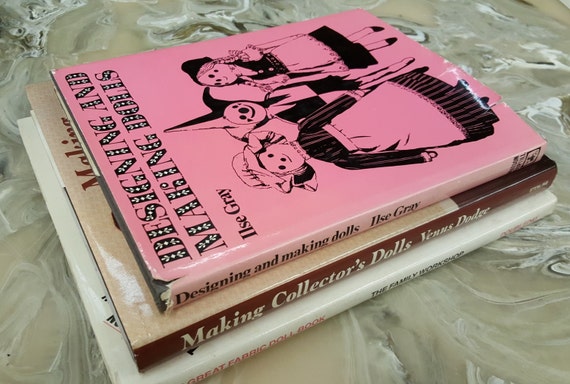 DESIGNING AND
MAKING DOLLS
Ilse Gray
Designing and making dolls Ilse Gray
Making
Making Collector's Dolls Venus Dodge
THE FAMILY WORKSHOP
GREAT FABRIC DOLL BOOK